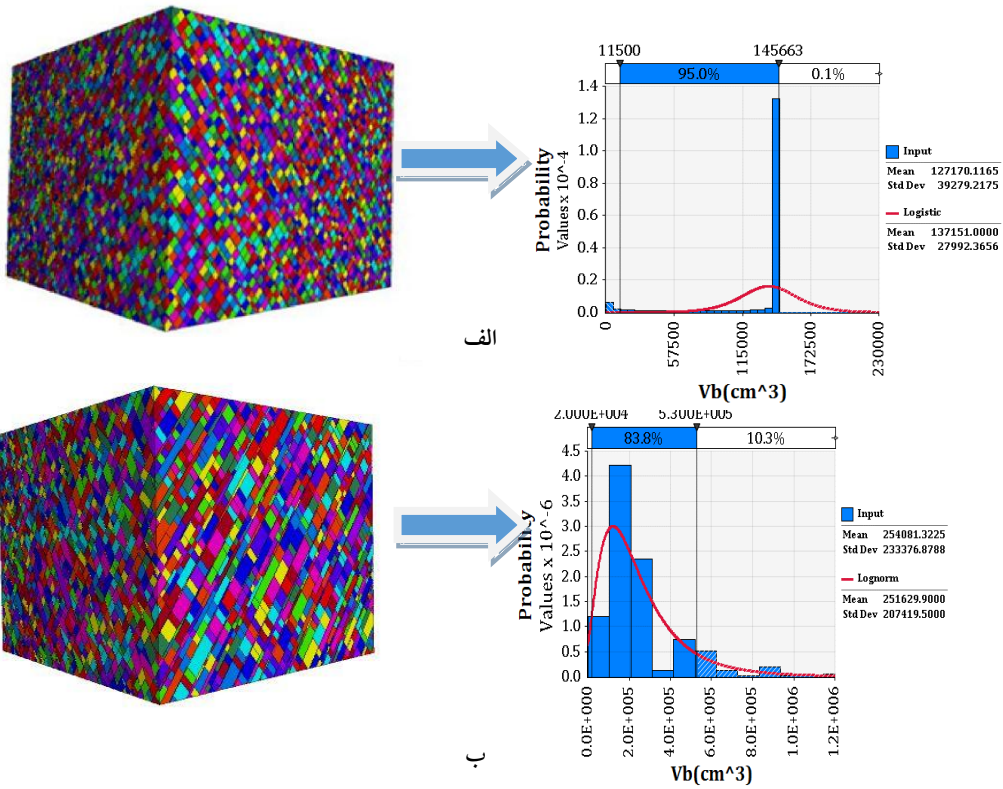 11500 145663
95.0% 0.1%
1.4
1.2
1.0
0.8
0.6
0.4
0.2
0.0
Probability
Values x 10^-4
0 57500 115000 172500 230000
Vb(cm^3)
Input
Mean 127170.1165
Std Dev 39279.2175
Logistic
Mean 137151.0000
Std Dev 27992.3656
الف
2.000E+004 5.300E+005
83.8% 10.3%
4.5
4.0
3.5
3.0
2.5
2.0
1.5
1.0
0.5
0.0
Probability
Values x 10^-6
0.0E+000 2.0E+005 4.0E+005 6.0E+005 8.0E+005 1.0E+006 1.2E+006
Vb(cm^3)
Input
Mean 254081.3225
Std Dev 233376.8788
Lognorm
Mean 251629.9000
Std Dev 207419.5000
ب